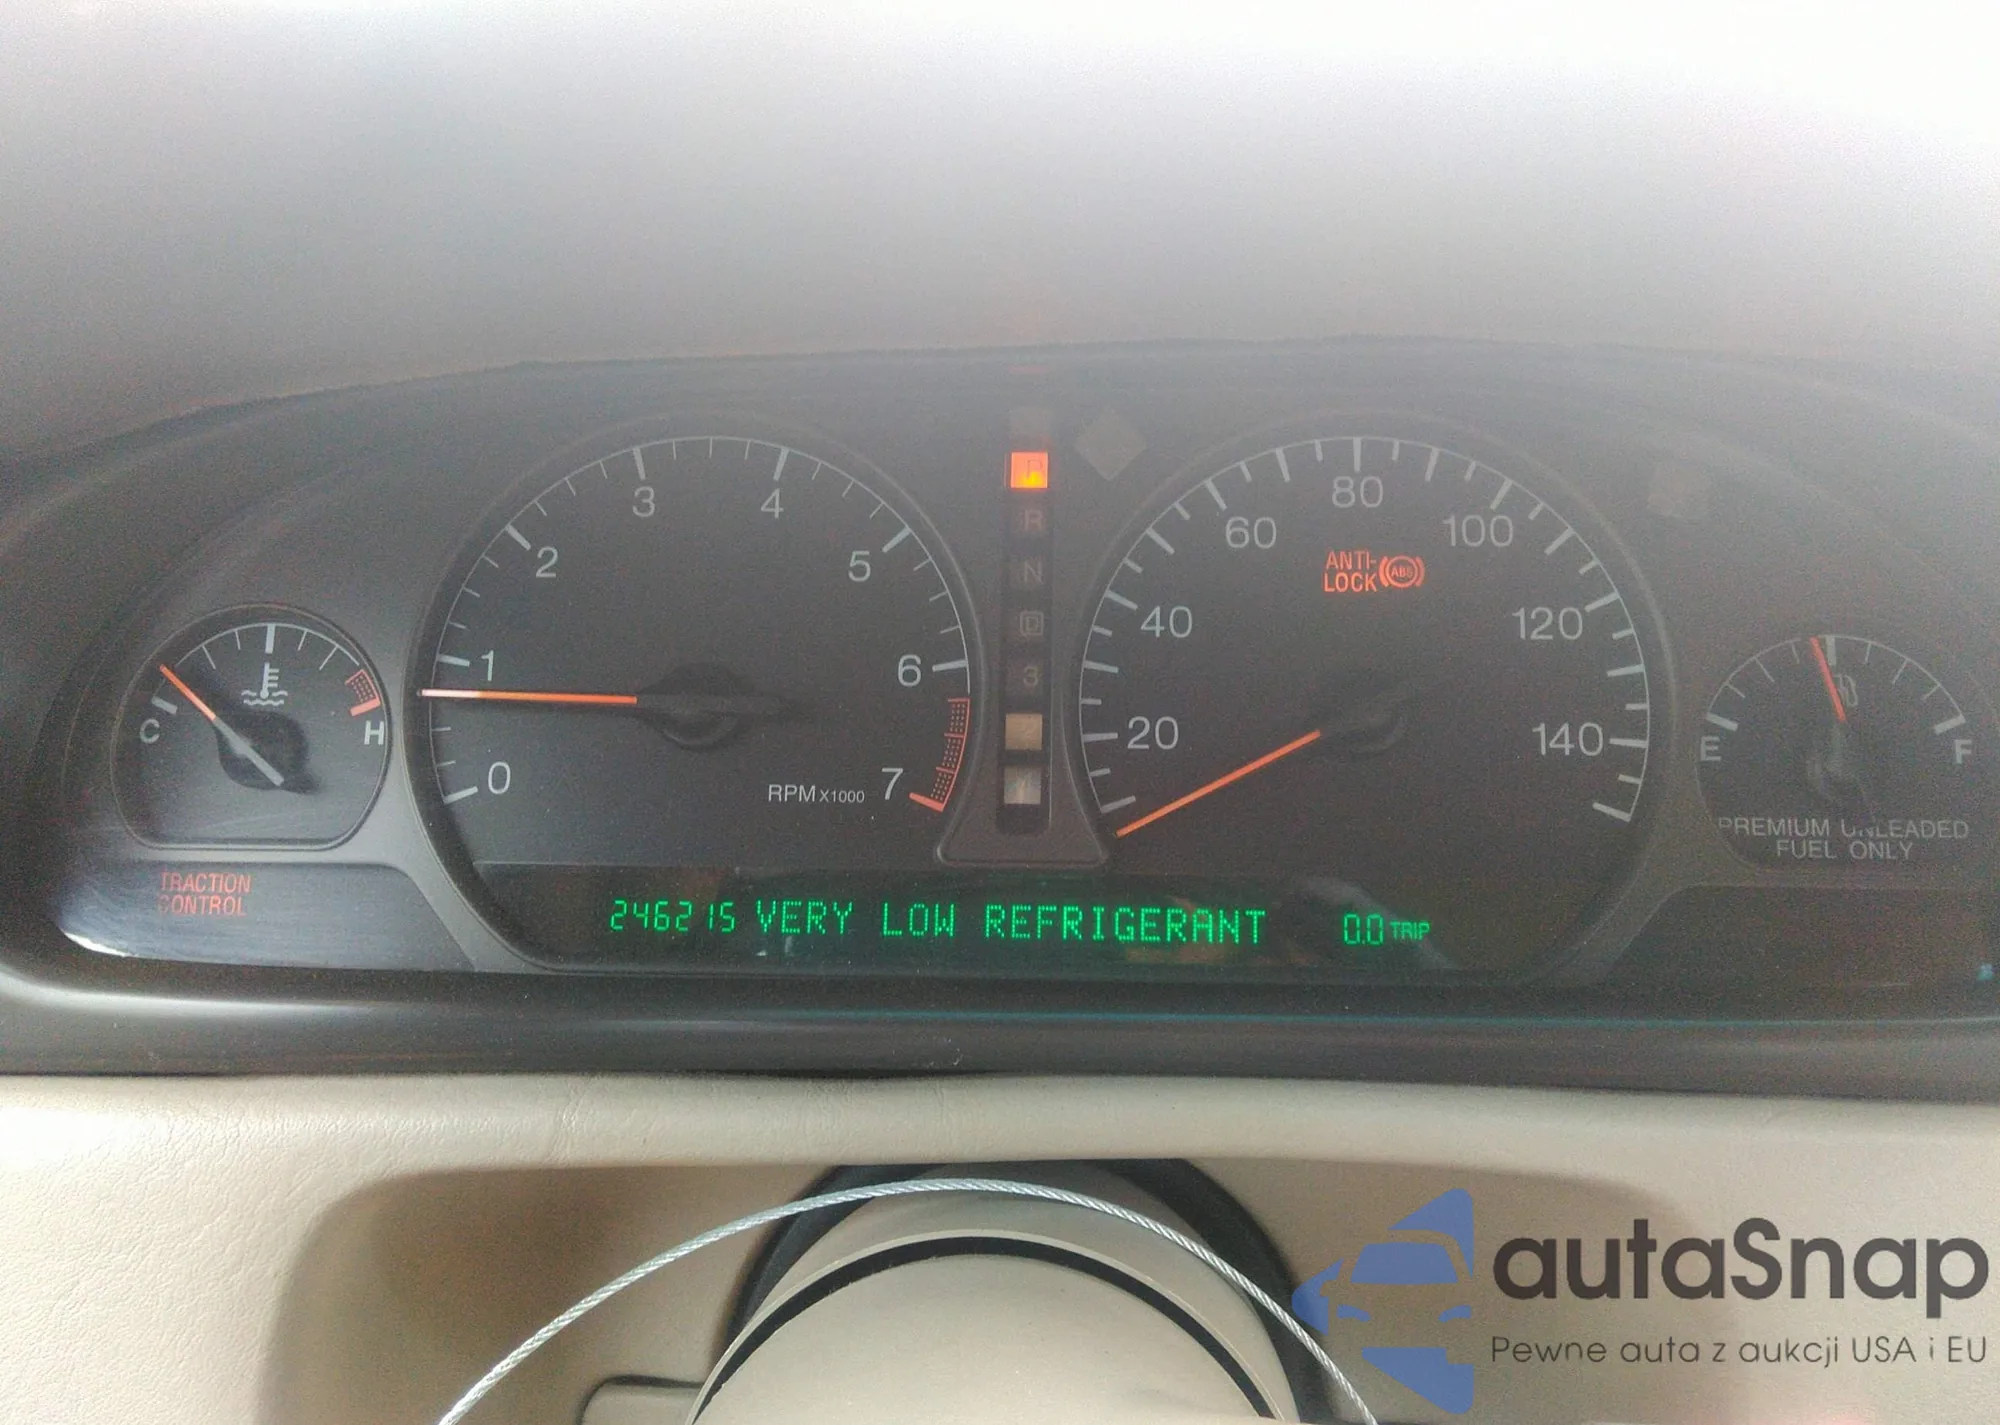 0
1
2
3
4
5
6
7
RPM X1000
C
H
TRACTION
CONTROL
P
R
N
D
3
1
20
40
60
80
100
120
140
ANTI-
LOCK ABS
E
F
PREMIUM UNLEADED
FUEL ONLY
246215 VERY LOW REFRIGERANT 0.0 TRIP
autaSnap
Pewne auta z aukcji USA i EU